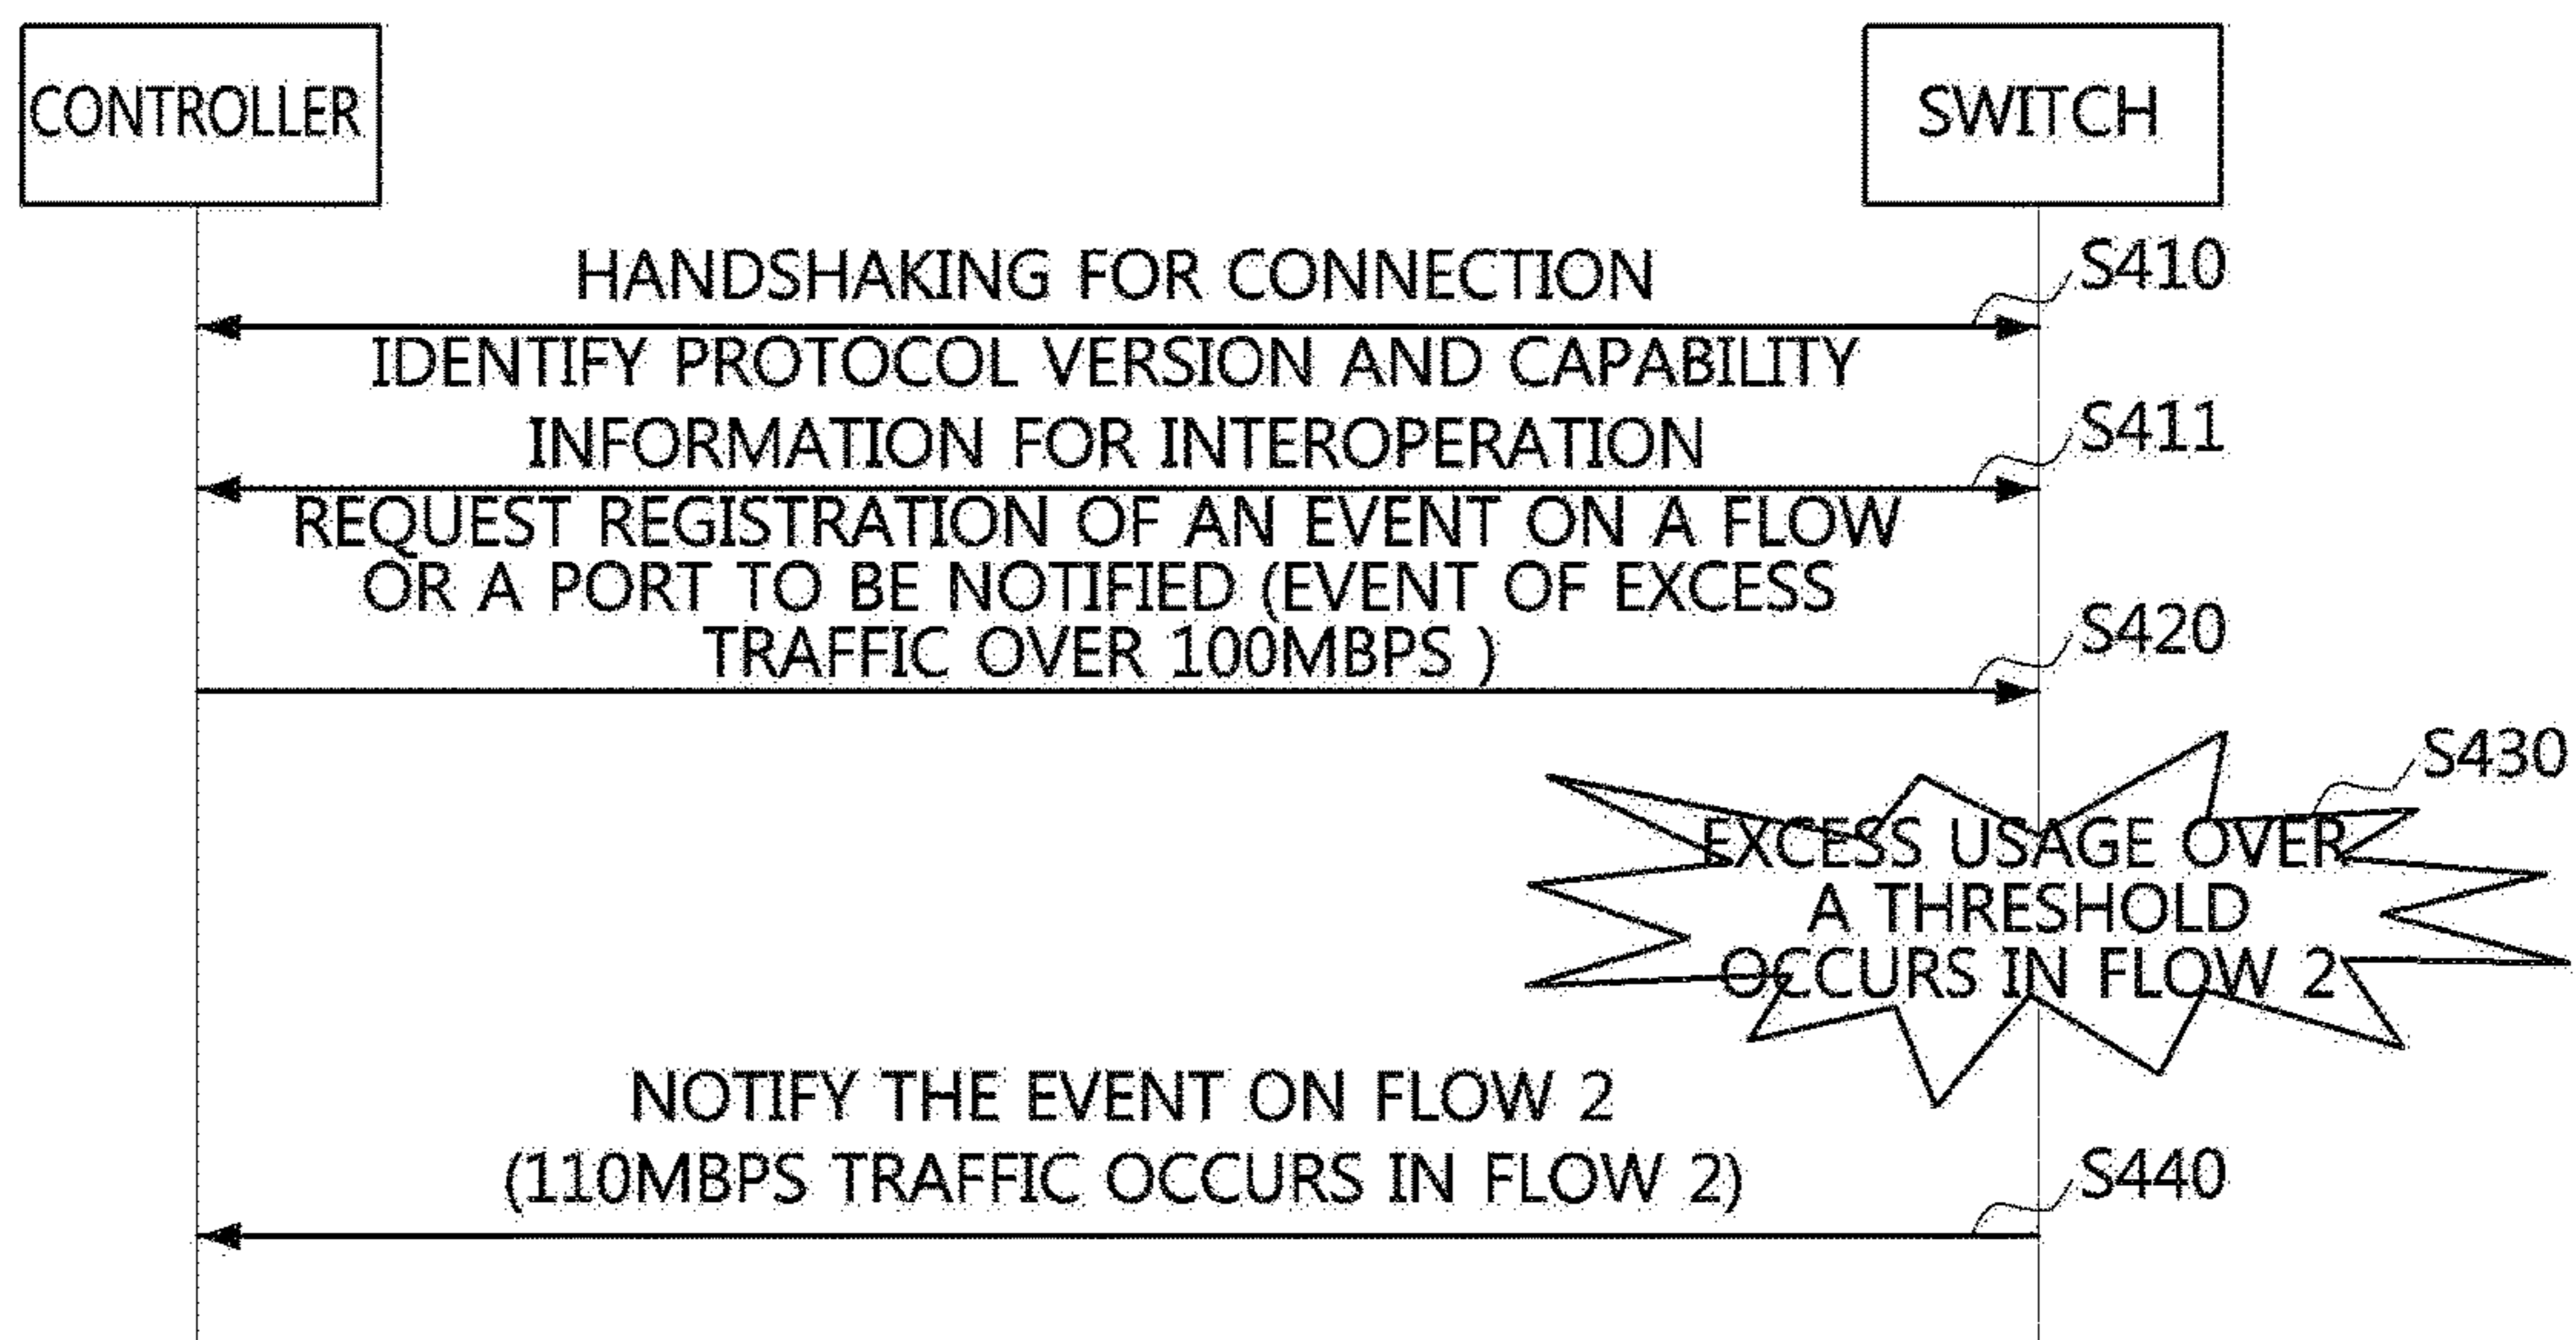 CONTROLLER
SWITCH
HANDSHAKING FOR CONNECTION
S410
IDENTIFY PROTOCOL VERSION AND CAPABILITY
INFORMATION FOR INTEROPERATION
S411
REQUEST REGISTRATION OF AN EVENT ON A FLOW
OR A PORT TO BE NOTIFIED (EVENT OF EXCESS
TRAFFIC OVER 100MBPS )
S420
S430
EXCESS USAGE OVER
A THRESHOLD
OCCURS IN FLOW 2
NOTIFY THE EVENT ON FLOW 2
(110MBPS TRAFFIC OCCURS IN FLOW 2)
S440